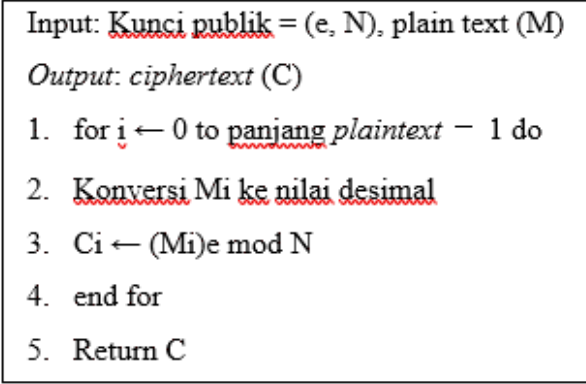 Input: Kunci publik = (e, N), plain text (M)
Output: ciphertext (C)
1. for i ← 0 to panjang plaintext − 1 do
2. Konversi Mi ke nilai desimal
3. Ci ← (Mi)e mod N
4. end for
5. Return C